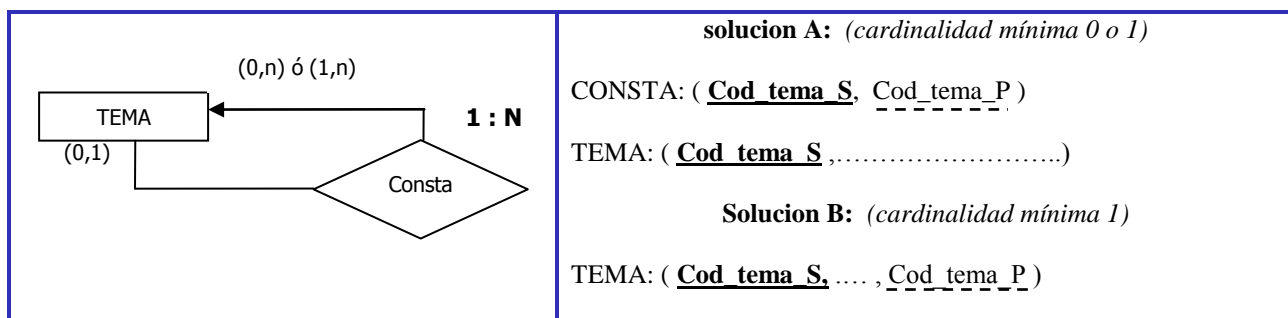 (0,n) ó (1,n)
TEMA
1 : N
(0,1)
Consta
solucion A: (cardinalidad mínima 0 o 1)
CONSTA: ( Cod_tema_S, Cod_tema_P )
TEMA: ( Cod_tema_S ,……………………..)
Solucion B: (cardinalidad mínima 1)
TEMA: ( Cod_tema_S, …. , Cod_tema_P )